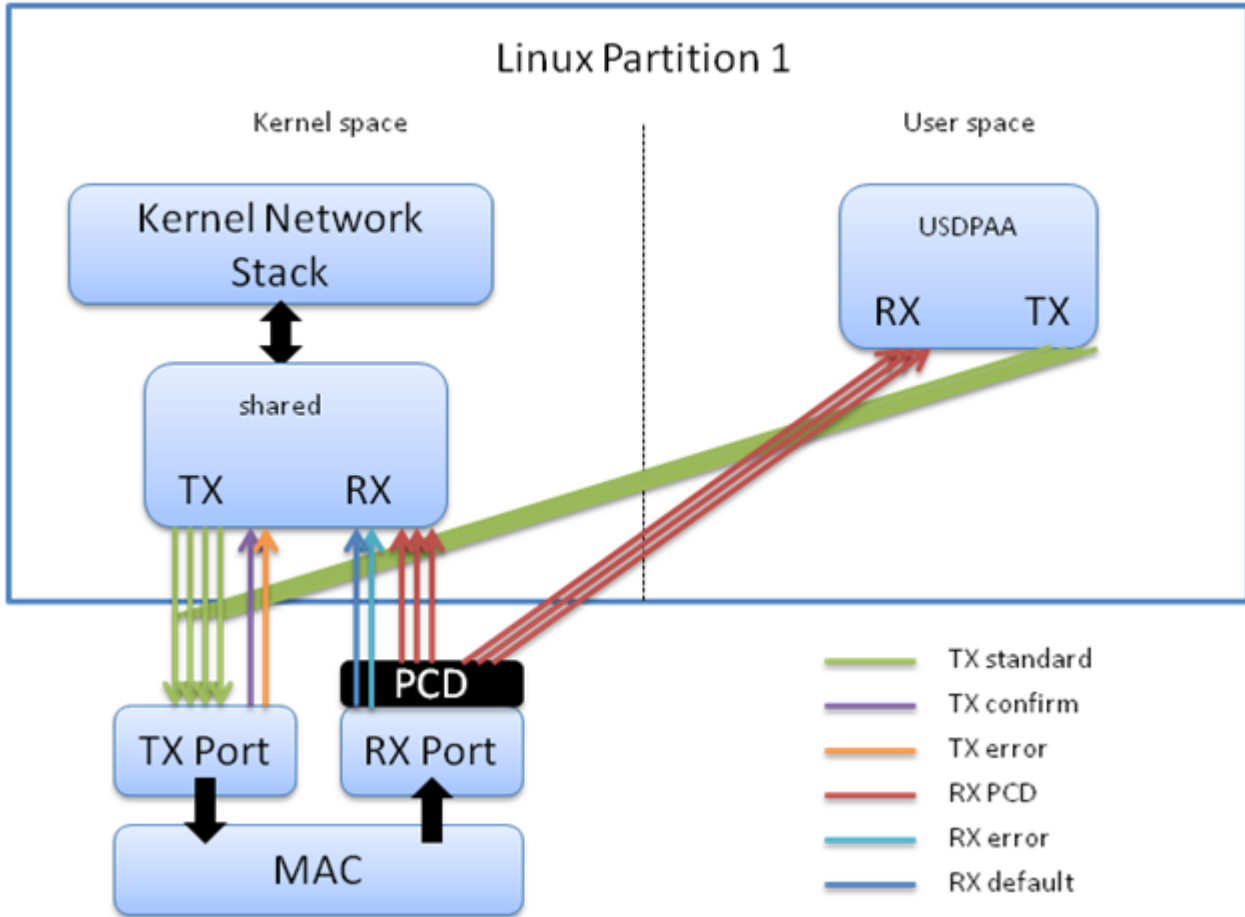 Linux Partition 1
Kernel space
User space
Kernel Network
Stack
USDPAA
RX
TX
shared
TX
RX
PCD
TX Port
RX Port
MAC
TX standard
TX confirm
TX error
RX PCD
RX error
RX default